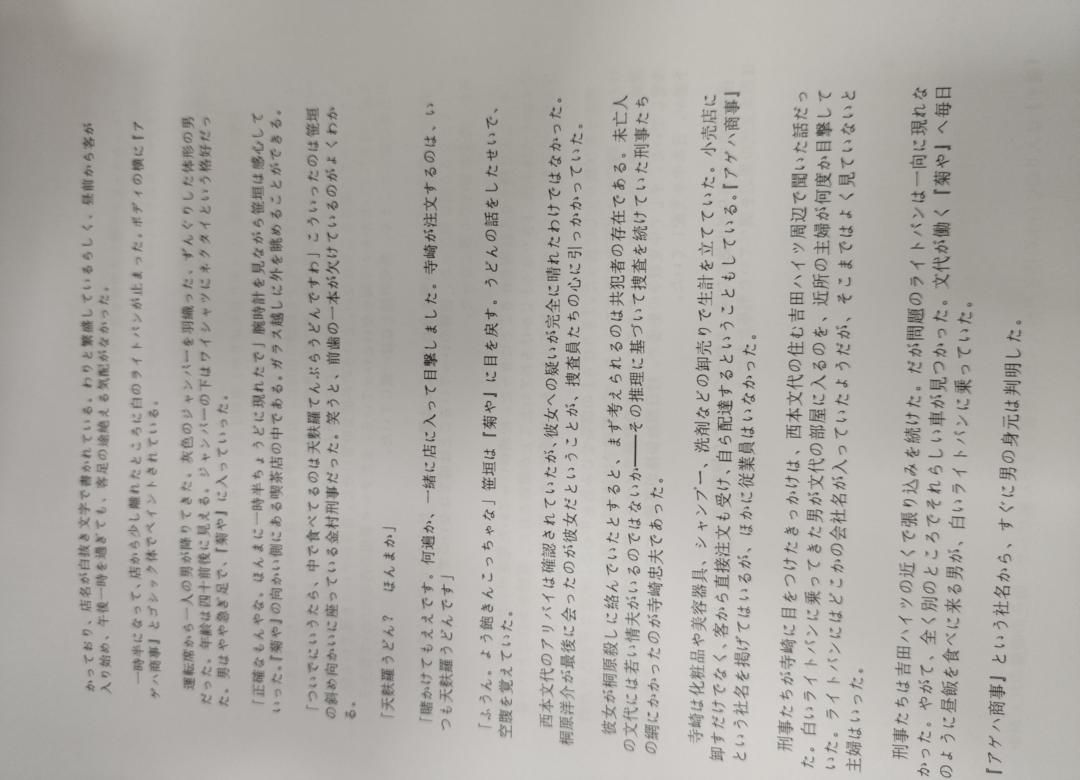 かっており、店名が白抜き文字で書かれている。わりと繁盛しているらしく、昼前から客が
入り始め、午後一時を過ぎても、客足の途絶える気配がなかった。
一時半になって、店から少し離れたところに白のライトバンが止まった。ボディの横に『ア
ゲハ商事』とゴシック体でペイントされている。
運転席から一人の男が降りてきた。灰色のジャンパーを羽織った、ずんぐりした体形の男
だった。年齢は四十前後に見える。ジャンパーの下はワイシャツにネクタイという格好だっ
た。男はやや急ぎ足で、『菊や』に入っていった。
「正確なもんやな。ほんまに一時半ちょうどに現れたで」腕時計を見ながら笹垣は感心して
いった。『菊や』の向かい側にある喫茶店の中である。ガラス越しに外を眺めることができる。
「ついでにいうたら、中で食べてるのは天麩羅てんぷらうどんですわ」こういったのは笹垣
の斜め向かいに座っている金村刑事だった。笑うと、前歯の一本が欠けているのがよくわか
る。
「天麩羅うどん？　ほんまか」
「賭かけてもええです。何遍か、一緒に店に入って目撃しました。寺崎が注文するのは、い
つも天麩羅うどんです」
「ふうん。よう飽きんこっちゃな」笹垣は『菊や』に目を戻す。うどんの話をしたせいで、
空腹を覚えていた。
西本文代のアリバイは確認されていたが、彼女への疑いが完全に晴れたわけではなかった。
桐原洋介が最後に会ったのが彼女だということが、捜査員たちの心に引っかかっていた。
彼女が桐原殺しに絡んでいたとすると、まず考えられるのは共犯者の存在である。未亡人
の文代には若い情夫がいるのではないか――その推理に基づいて捜査を続けていた刑事たち
の網にかかったのが寺崎忠夫であった。
寺崎は化粧品や美容器具、シャンプー、洗剤などの卸売りで生計を立てていた。小売店に
卸すだけでなく、客から直接注文も受け、自ら配達するということもしている。『アゲハ商事』
という社名を掲げてはいるが、ほかに従業員はいなかった。
刑事たちが寺崎に目をつけたきっかけは、西本文代の住む吉田ハイツ周辺で聞いた話だっ
た。白いライトバンに乗ってきた男が文代の部屋に入るのを、近所の主婦が何度か目撃して
いた。ライトバンにはどこかの会社名が入っていたようだが、そこまではよく見ていないと
主婦はいった。
刑事たちは吉田ハイツの近くで張り込みを続けた。だが問題のライトバンは一向に現れな
かった。やがて、全く別のところでそれらしい車が見つかった。文代が働く『菊や』へ毎日
のように昼飯を食べに来る男が、白いライトバンに乗っていた。
『アゲハ商事』という社名から、すぐに男の身元は判明した。